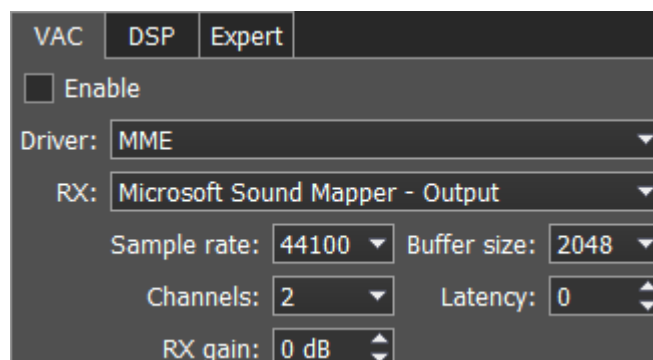 VAC DSP Expert
Enable
Driver: MME
RX: Microsoft Sound Mapper - Output
Sample rate: 44100 Buffer size: 2048
Channels: 2 Latency: 0
RX gain: 0 dB